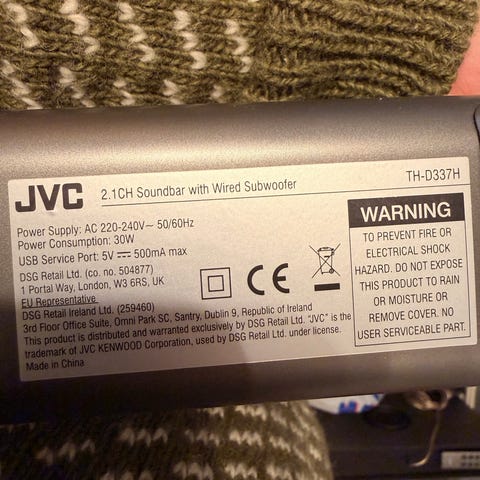 JVC 2.1CH Soundbar with Wired Subwoofer TH-D337H
Power Supply: AC 220-240V~ 50/60Hz
Power Consumption: 30W
USB Service Port: 5V ⎓ 500mA max
DSG Retail Ltd. (co. no. 504877)
1 Portal Way, London, W3 6RS, UK
EU Representative
DSG Retail Ireland Ltd. (259460)
3rd Floor Office Suite, Omni Park SC, Santry, Dublin 9, Republic of Ireland
This product is distributed and warranted exclusively by DSG Retail Ltd. "JVC" is the
trademark of JVC KENWOOD Corporation, used by DSG Retail Ltd. under license.
Made in China
CE
WARNING
TO PREVENT FIRE OR
ELECTRICAL SHOCK
HAZARD. DO NOT EXPOSE
THIS PRODUCT TO RAIN
OR MOISTURE OR
REMOVE COVER. NO
USER SERVICEABLE PART.